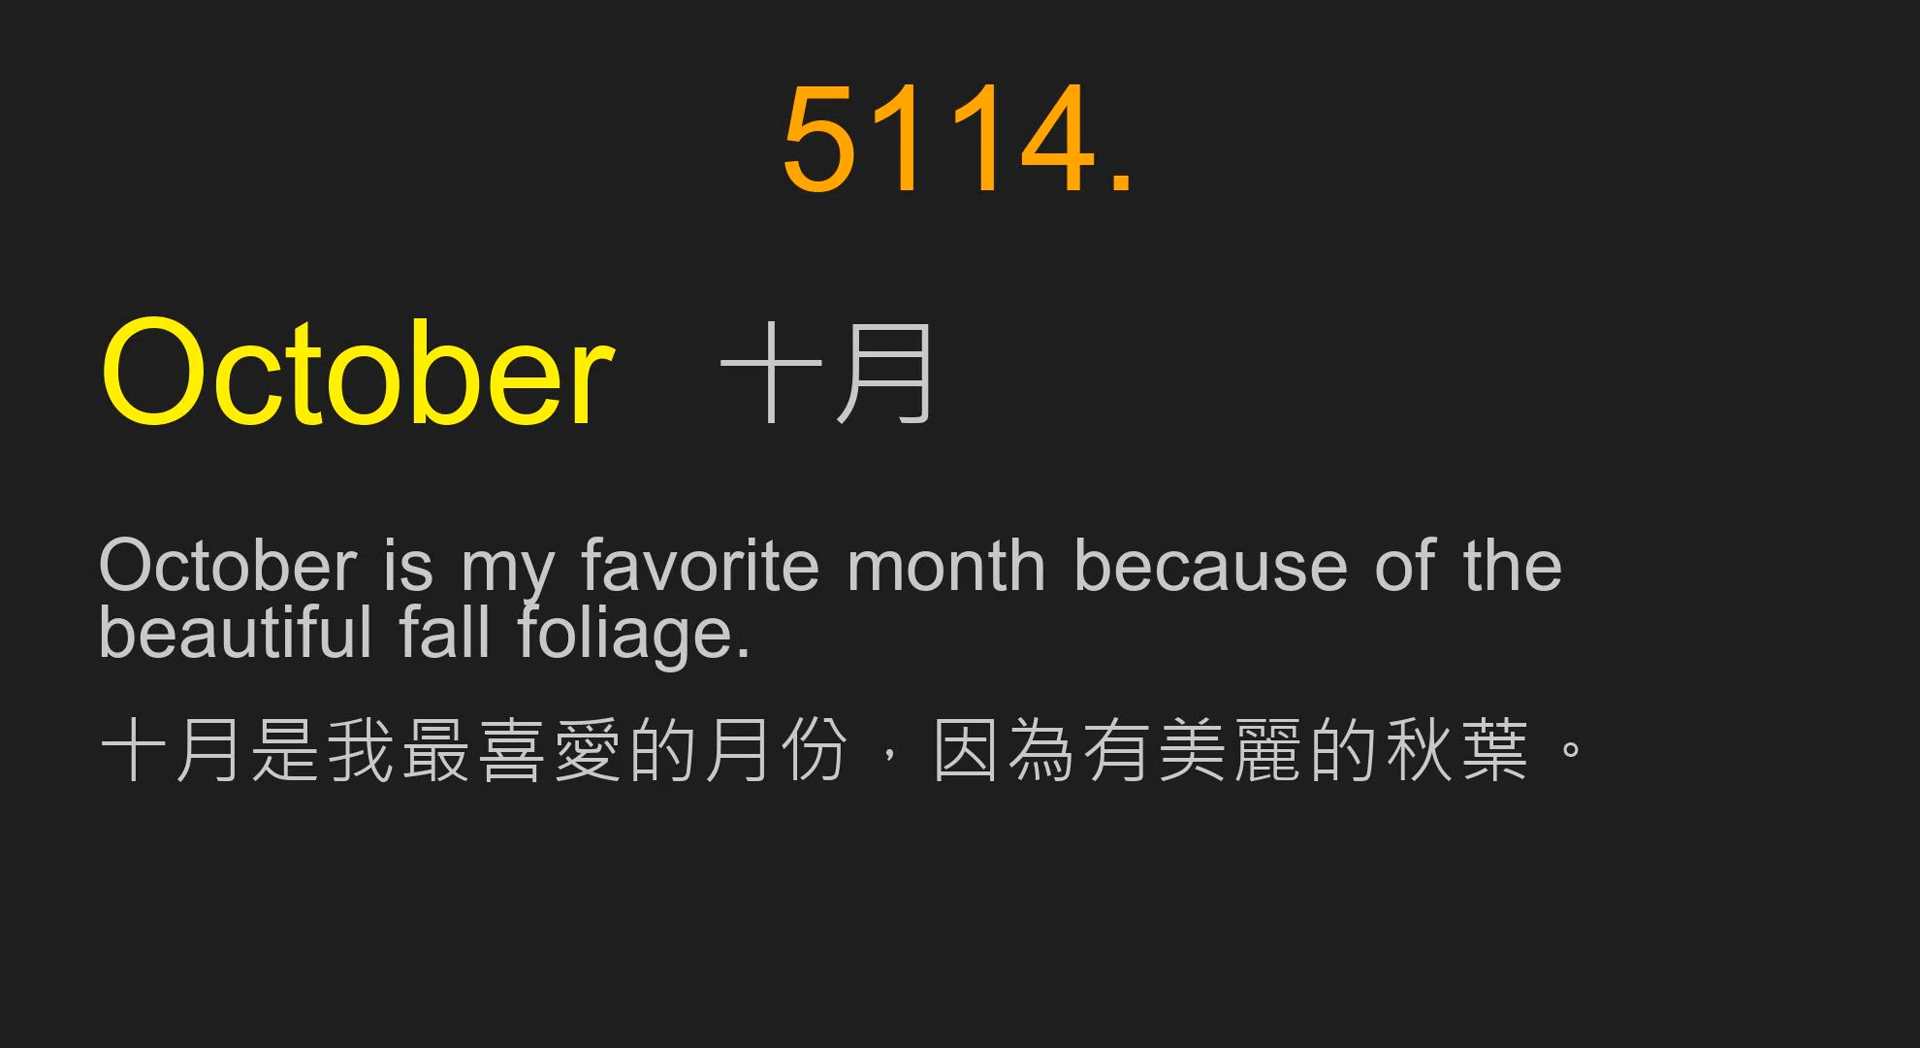 5114.
October 十月
October is my favorite month because of the
beautiful fall foliage.
十月是我最喜愛的月份，因為有美麗的秋葉。